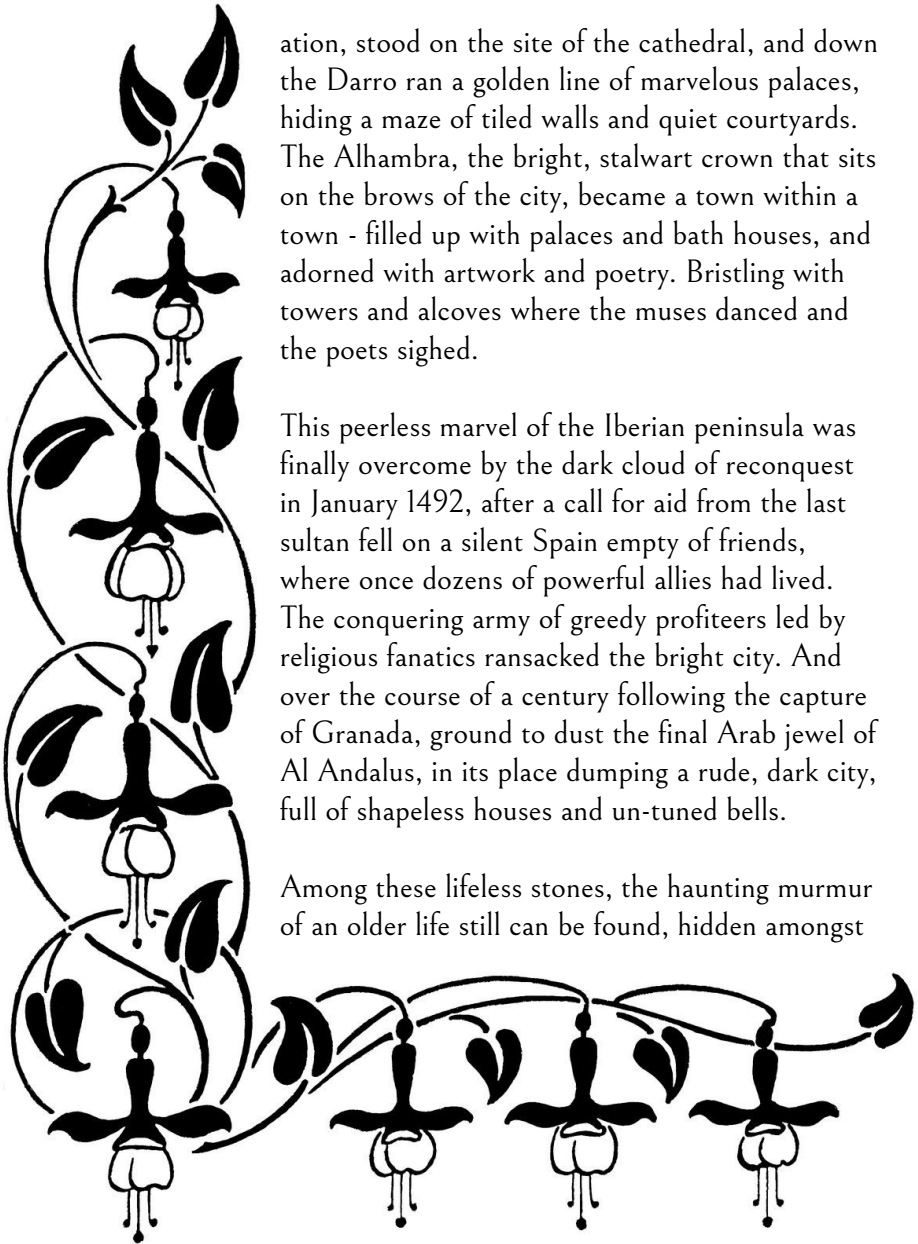 ation, stood on the site of the cathedral, and down
the Darro ran a golden line of marvelous palaces,
hiding a maze of tiled walls and quiet courtyards.
The Alhambra, the bright, stalwart crown that sits
on the brows of the city, became a town within a
town - filled up with palaces and bath houses, and
adorned with artwork and poetry. Bristling with
towers and alcoves where the muses danced and
the poets sighed.

This peerless marvel of the Iberian peninsula was
finally overcome by the dark cloud of reconquest
in January 1492, after a call for aid from the last
sultan fell on a silent Spain empty of friends,
where once dozens of powerful allies had lived.
The conquering army of greedy profiteers led by
religious fanatics ransacked the bright city. And
over the course of a century following the capture
of Granada, ground to dust the final Arab jewel of
Al Andalus, in its place dumping a rude, dark city,
full of shapeless houses and un-tuned bells.

Among these lifeless stones, the haunting murmur
of an older life still can be found, hidden amongst